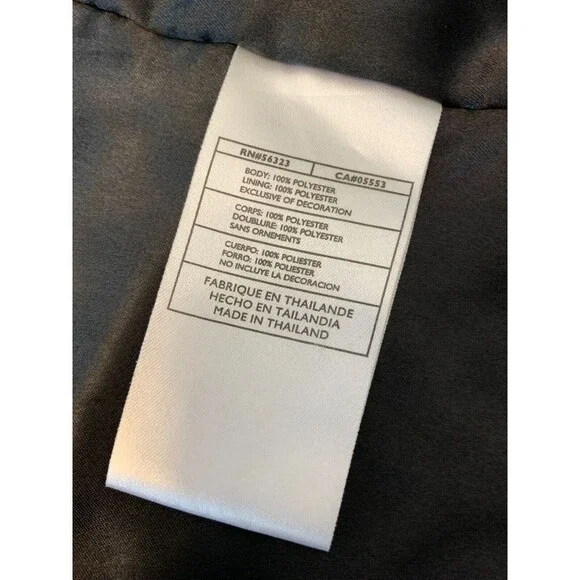 RN#56323 CA#05553
BODY: 100% POLYESTER
LINING: 100% POLYESTER
EXCLUSIVE OF DECORATION
CORPS: 100% POLYESTER
DOUBLURE: 100% POLYESTER
SANS ORNEMENTS
CUERPO: 100% POLIESTER
FORRO: 100% POLIESTER
NO INCLUYE LA DECORACION
FABRIQUE EN THAILANDE
HECHO EN TAILANDIA
MADE IN THAILAND